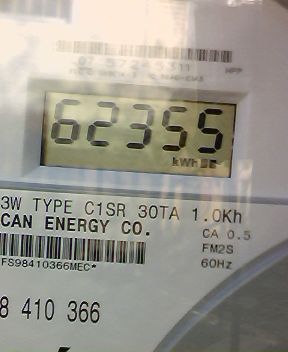 62355
kWh
3W TYPE C1SR 30TA 1.0Kh
CAN ENERGY CO.
CA 0.5
FM2S
60Hz
FS98410366MEC*
8 410 366